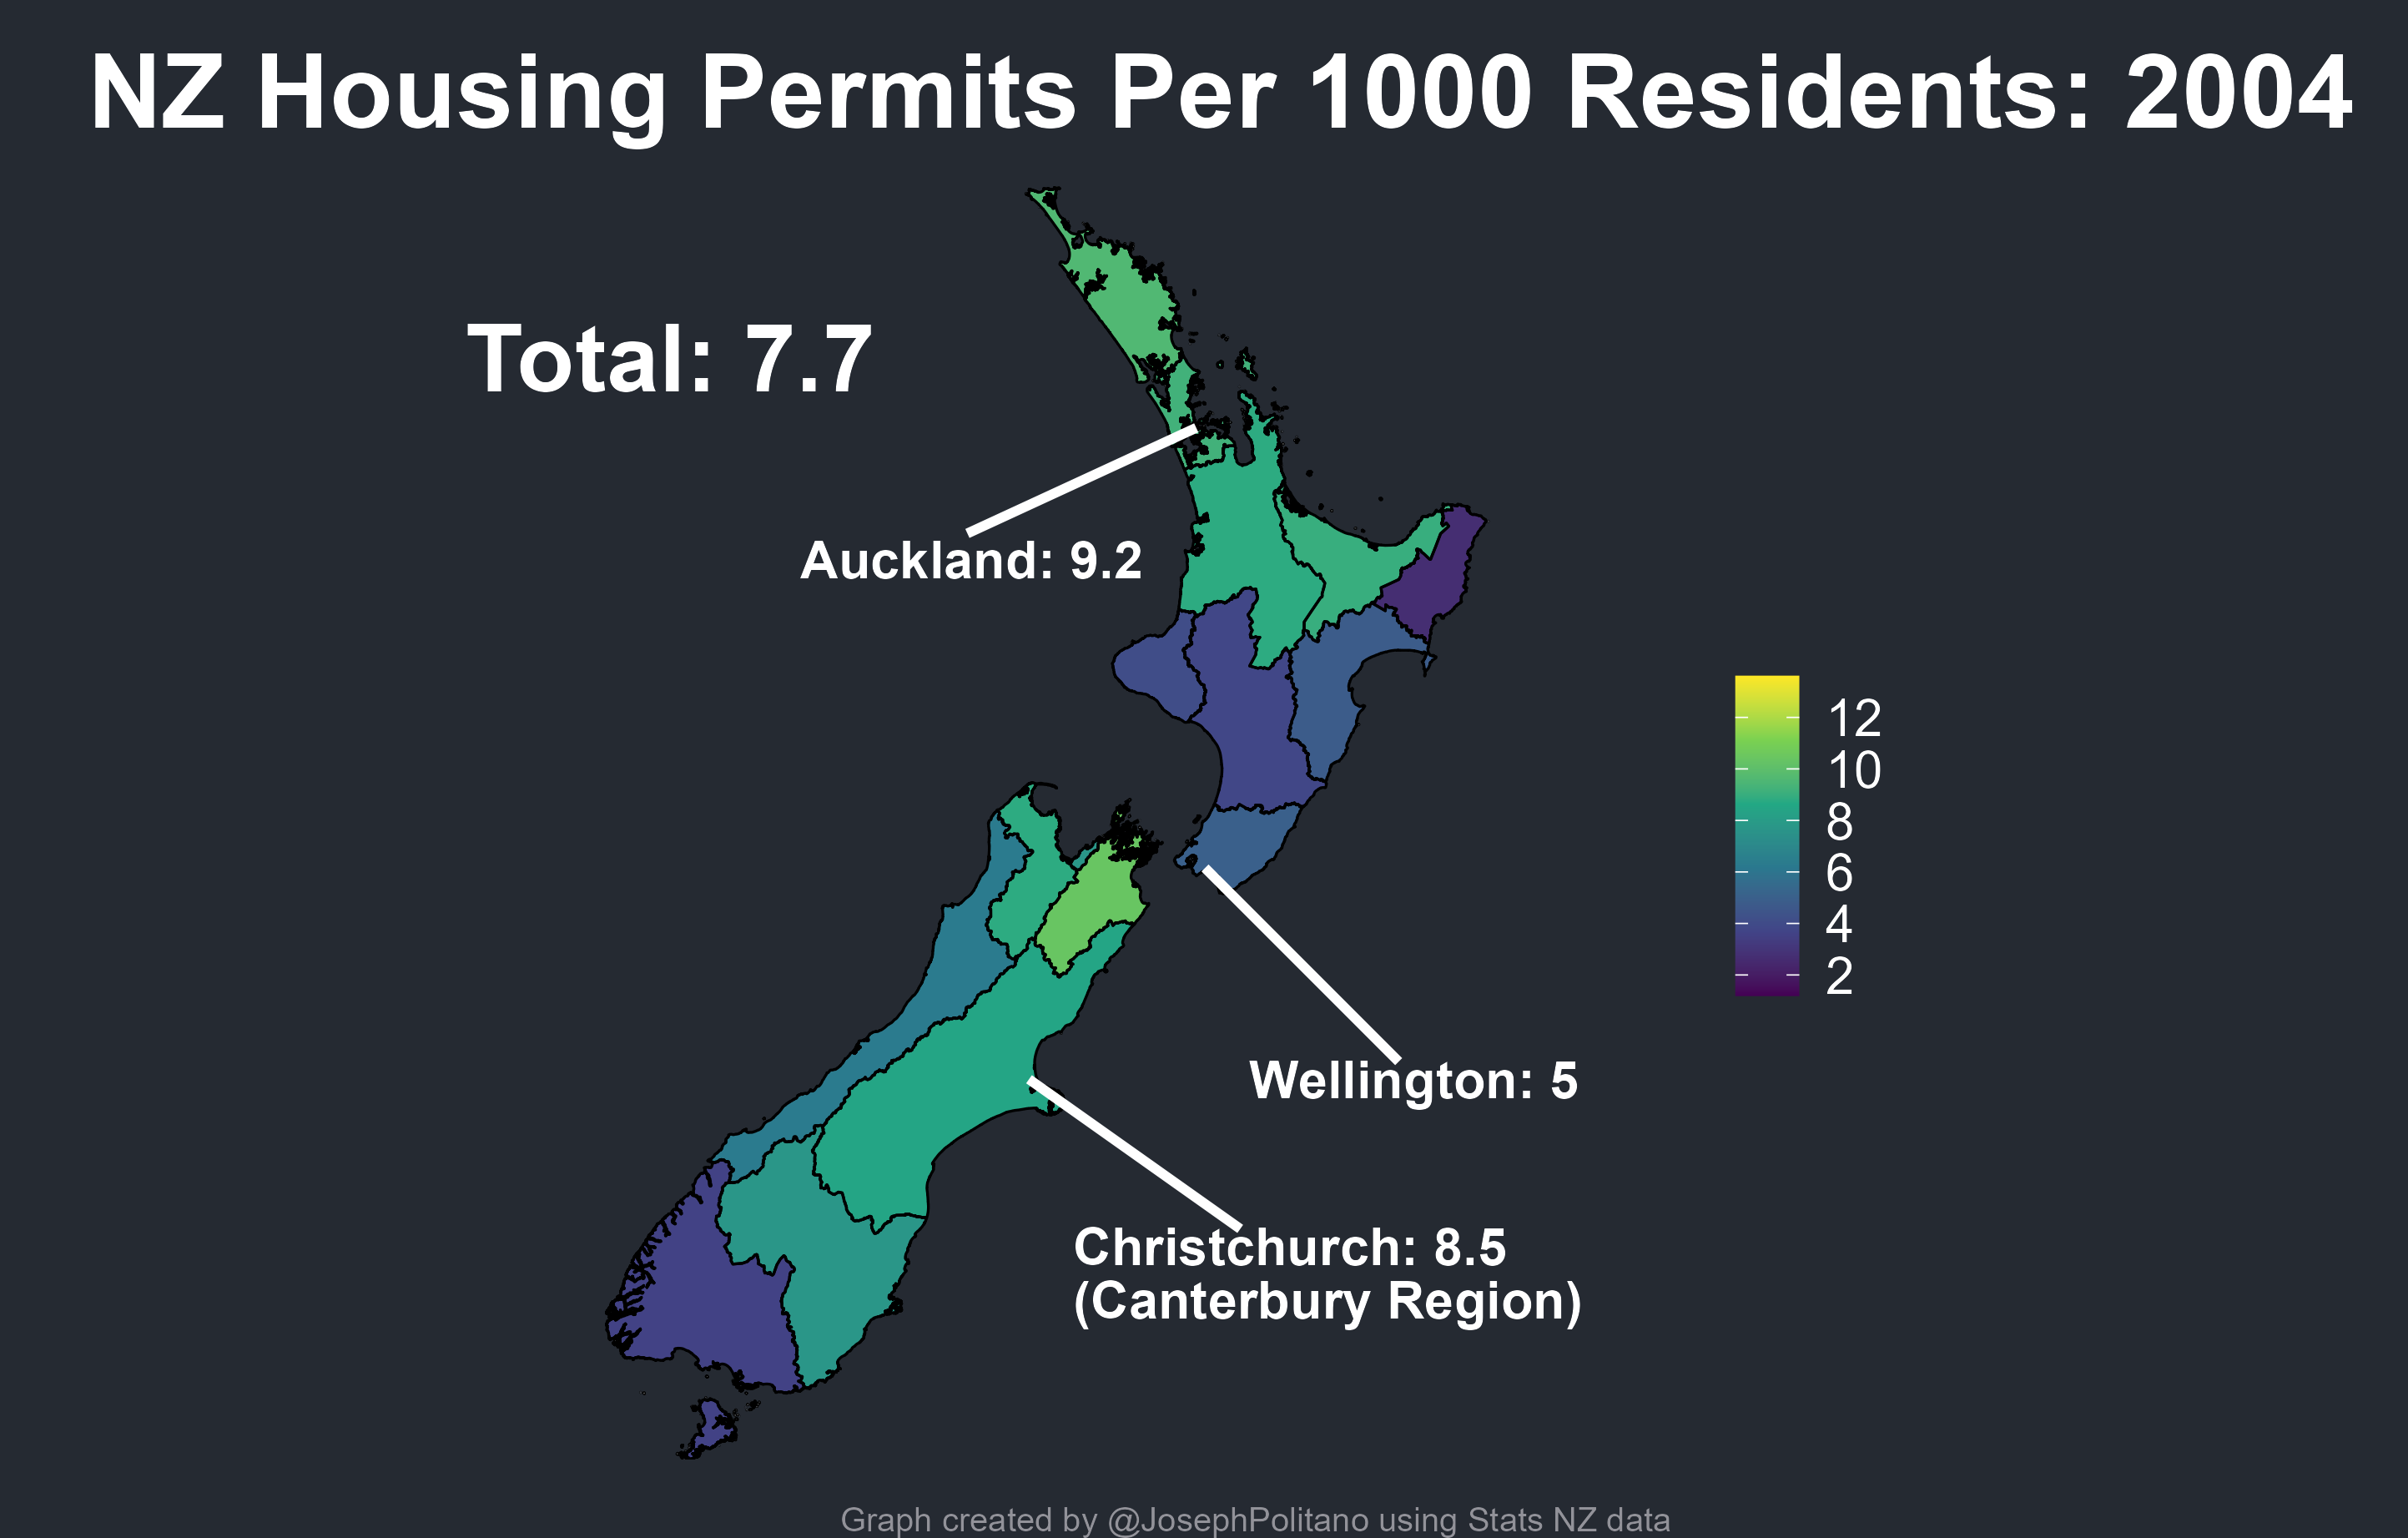 NZ Housing Permits Per 1000 Residents: 2004
Total: 7.7
Auckland: 9.2
12
10
8
6
4
2
Wellington: 5
Christchurch: 8.5
(Canterbury Region)
Graph created by @JosephPolitano using Stats NZ data